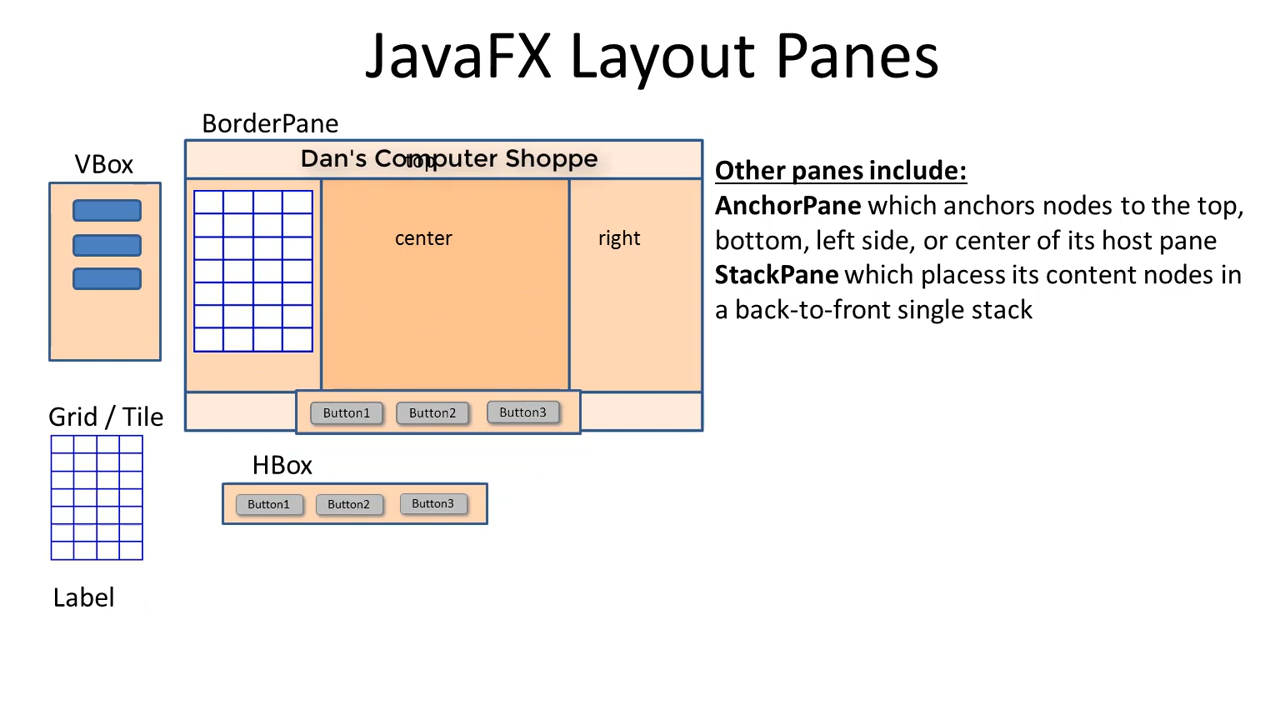 JavaFX Layout Panes
BorderPane
VBox
Dan's Computer Shoppe
top
center
right
Button1 Button2 Button3
Other panes include:
AnchorPane which anchors nodes to the top,
bottom, left side, or center of its host pane
StackPane which placess its content nodes in
a back-to-front single stack
Grid / Tile
HBox
Button1 Button2 Button3
Label